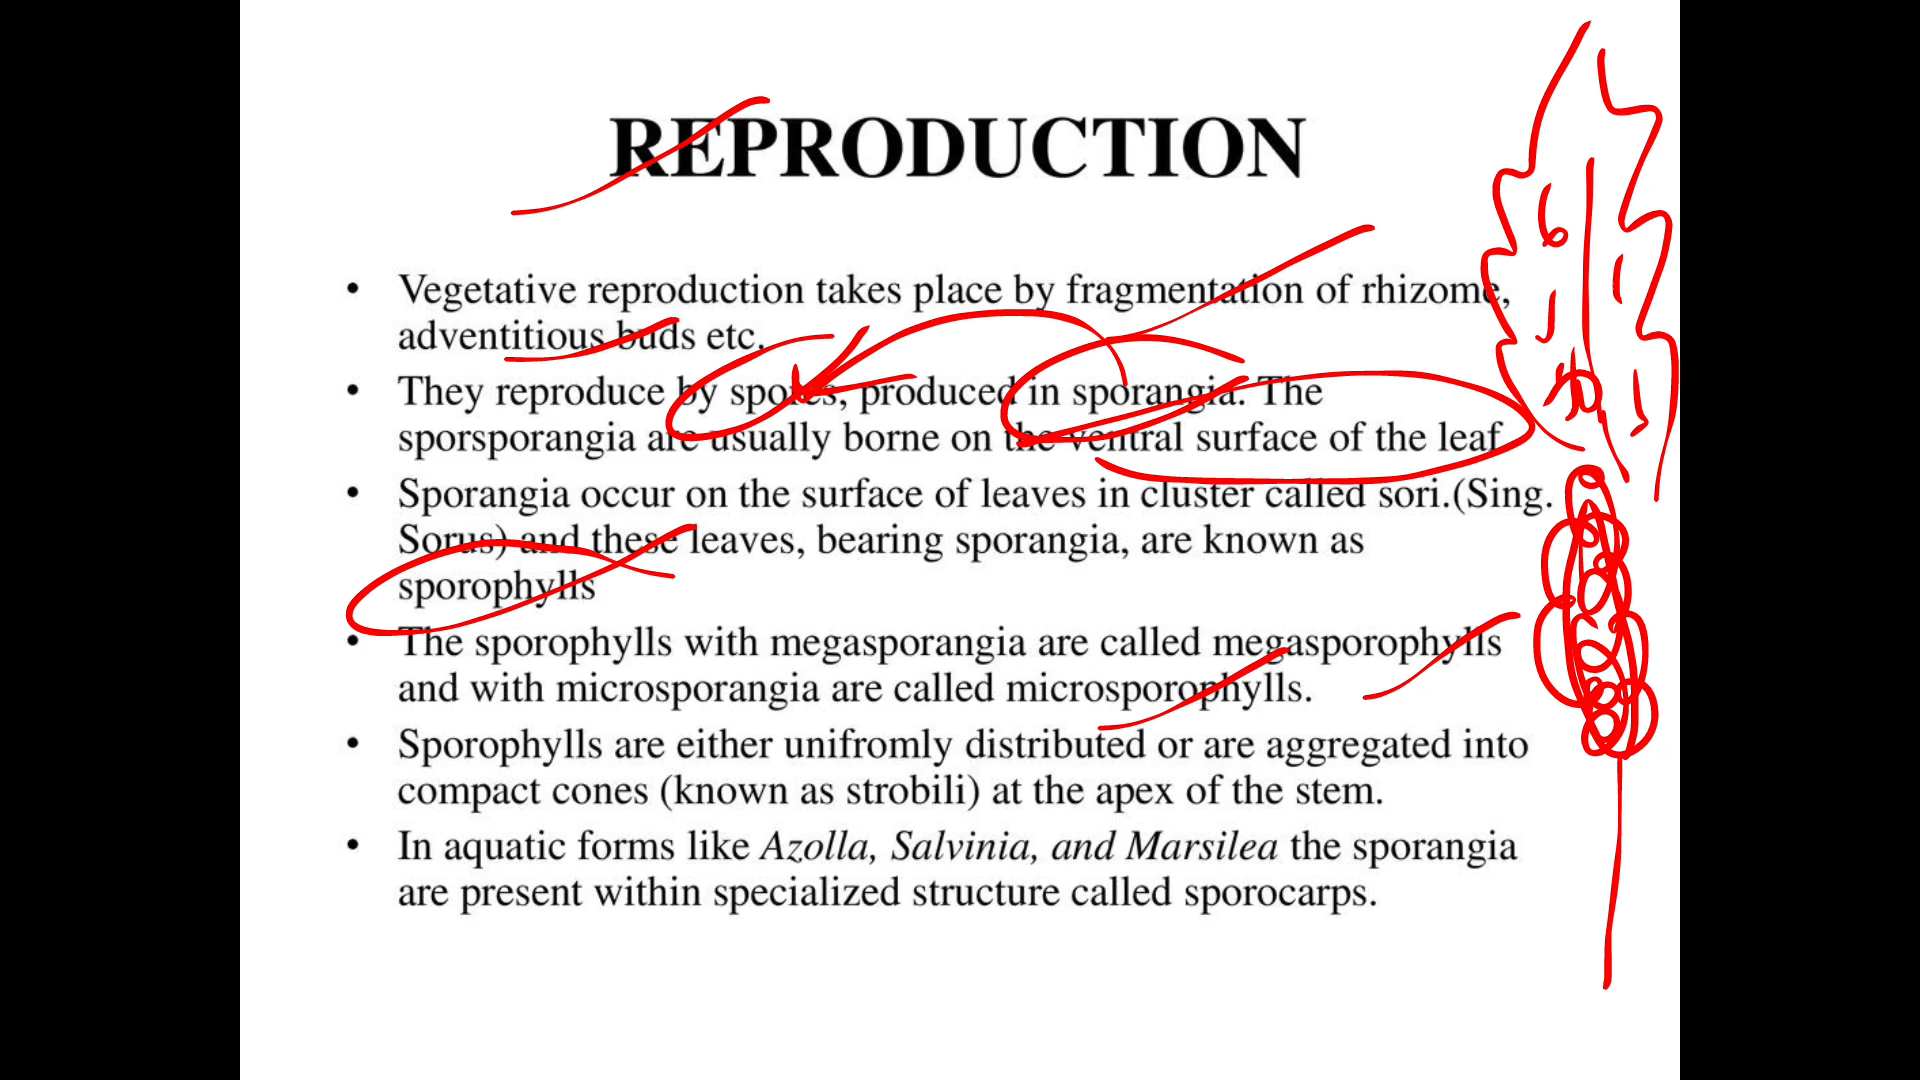 REPRODUCTION
• Vegetative reproduction takes place by fragmentation of rhizome,
adventitious buds etc.
• They reproduce by spores, produced in sporangia. The
sporsporangia are usually borne on the ventral surface of the leaf
• Sporangia occur on the surface of leaves in cluster called sori.(Sing.
Sorus) and these leaves, bearing sporangia, are known as
sporophylls
• The sporophylls with megasporangia are called megasporophylls
and with microsporangia are called microsporophylls.
• Sporophylls are either unifromly distributed or are aggregated into
compact cones (known as strobili) at the apex of the stem.
• In aquatic forms like Azolla, Salvinia, and Marsilea the sporangia
are present within specialized structure called sporocarps.